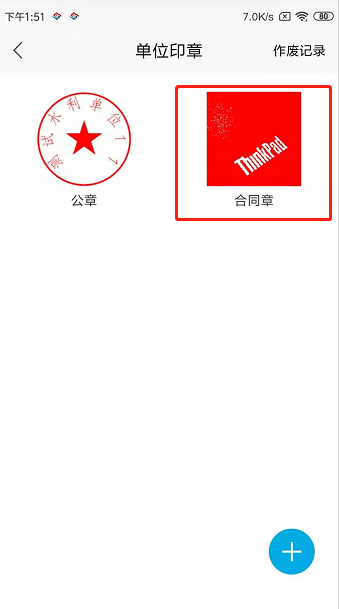 下午1:51
7.0K/s
80
单位印章
作废记录
测试水利单位11
ThinkPad
公章
合同章